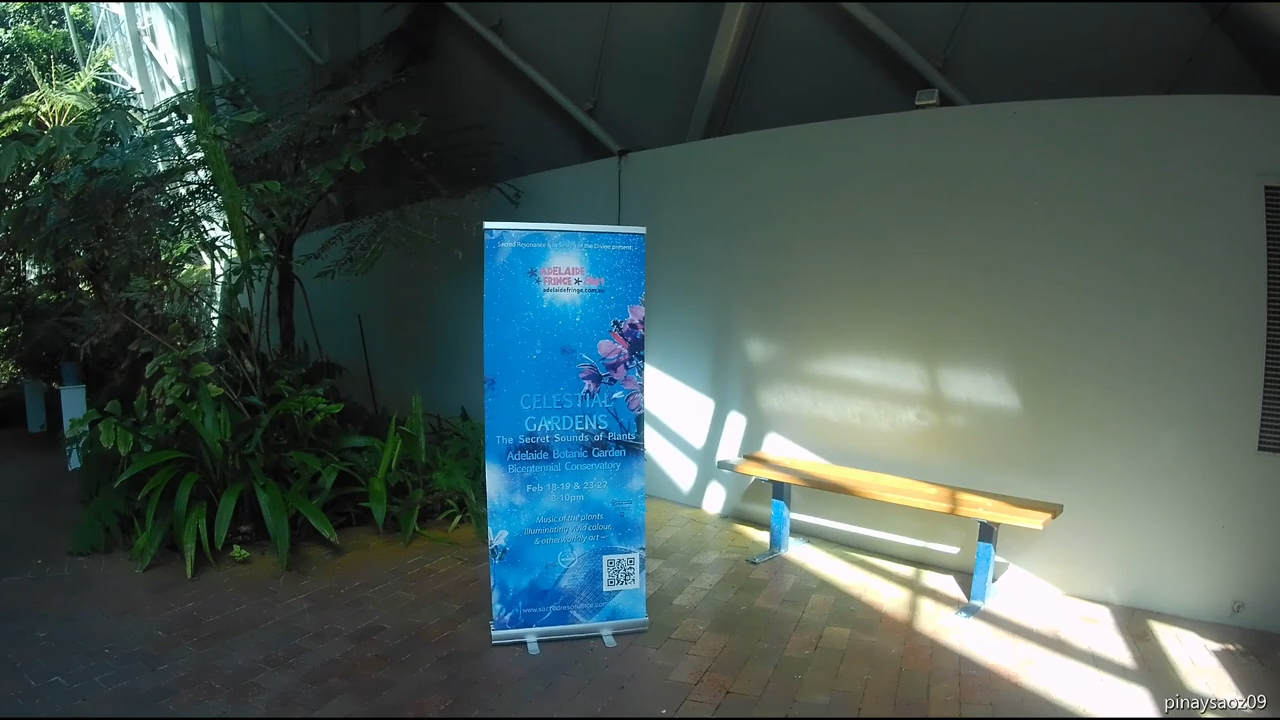 Sacred Resonance & of the Divine present
ADELAIDE
FRINGE
adelaidefringe.com.au
CELESTIAL
GARDENS
The Secret Sounds of Plants
Adelaide Botanic Garden
Bicentennial Conservatory
Feb 18-19 & 23-27
8-10pm
Music of the plants
illuminating vivid colour,
& otherworldly art ~
www.sacredresonance.com
pinaysaoz09